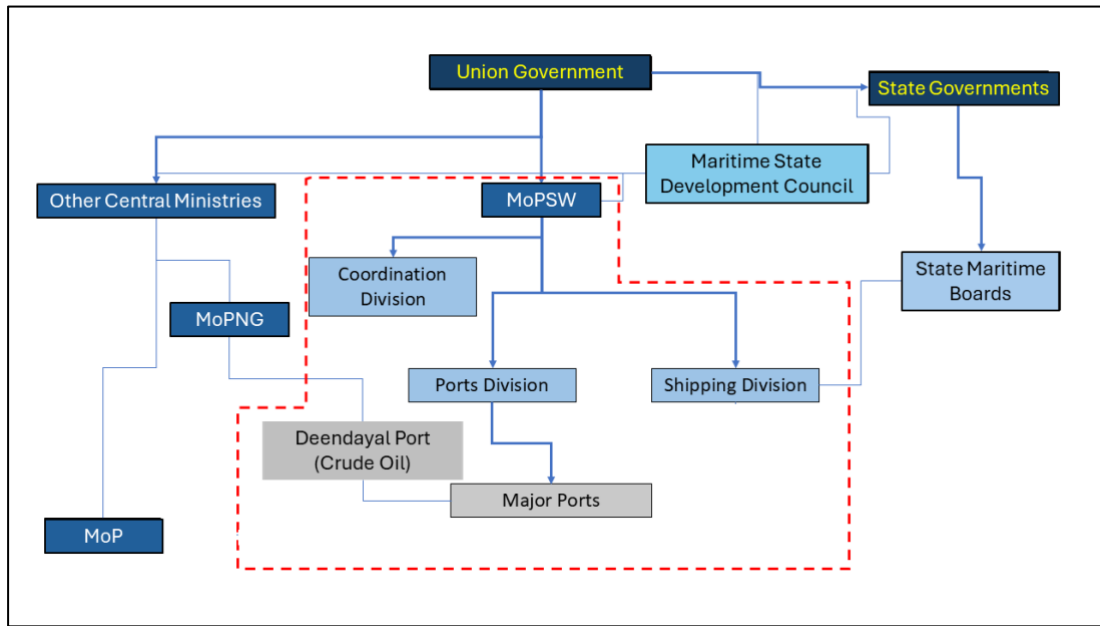 Union Government
State Governments
Maritime State
Development Council
Other Central Ministries
MoPSW
Coordination
Division
State Maritime
Boards
MoPNG
Ports Division
Shipping Division
Deendayal Port
(Crude Oil)
Major Ports
MoP